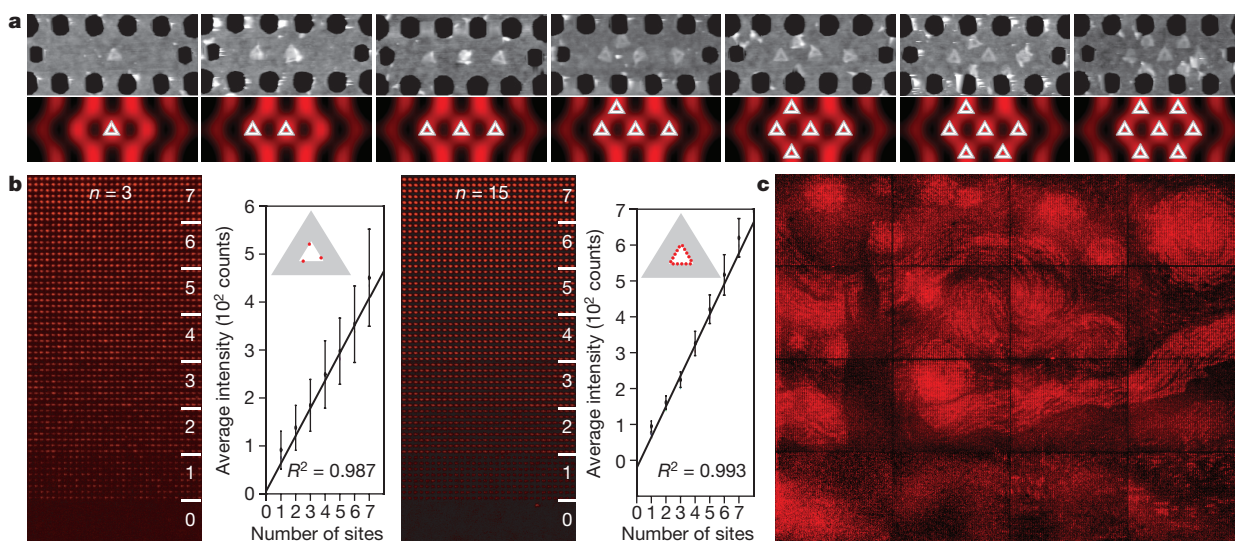 a
b
n = 3
7
6
5
4
3
2
1
0
Average intensity (10² counts)
6
5
4
3
2
1
0
R² = 0.987
0 1 2 3 4 5 6 7
Number of sites
n = 15
7
6
5
4
3
2
1
0
Average intensity (10² counts)
7
6
5
4
3
2
1
0
R² = 0.993
0 1 2 3 4 5 6 7
Number of sites
c